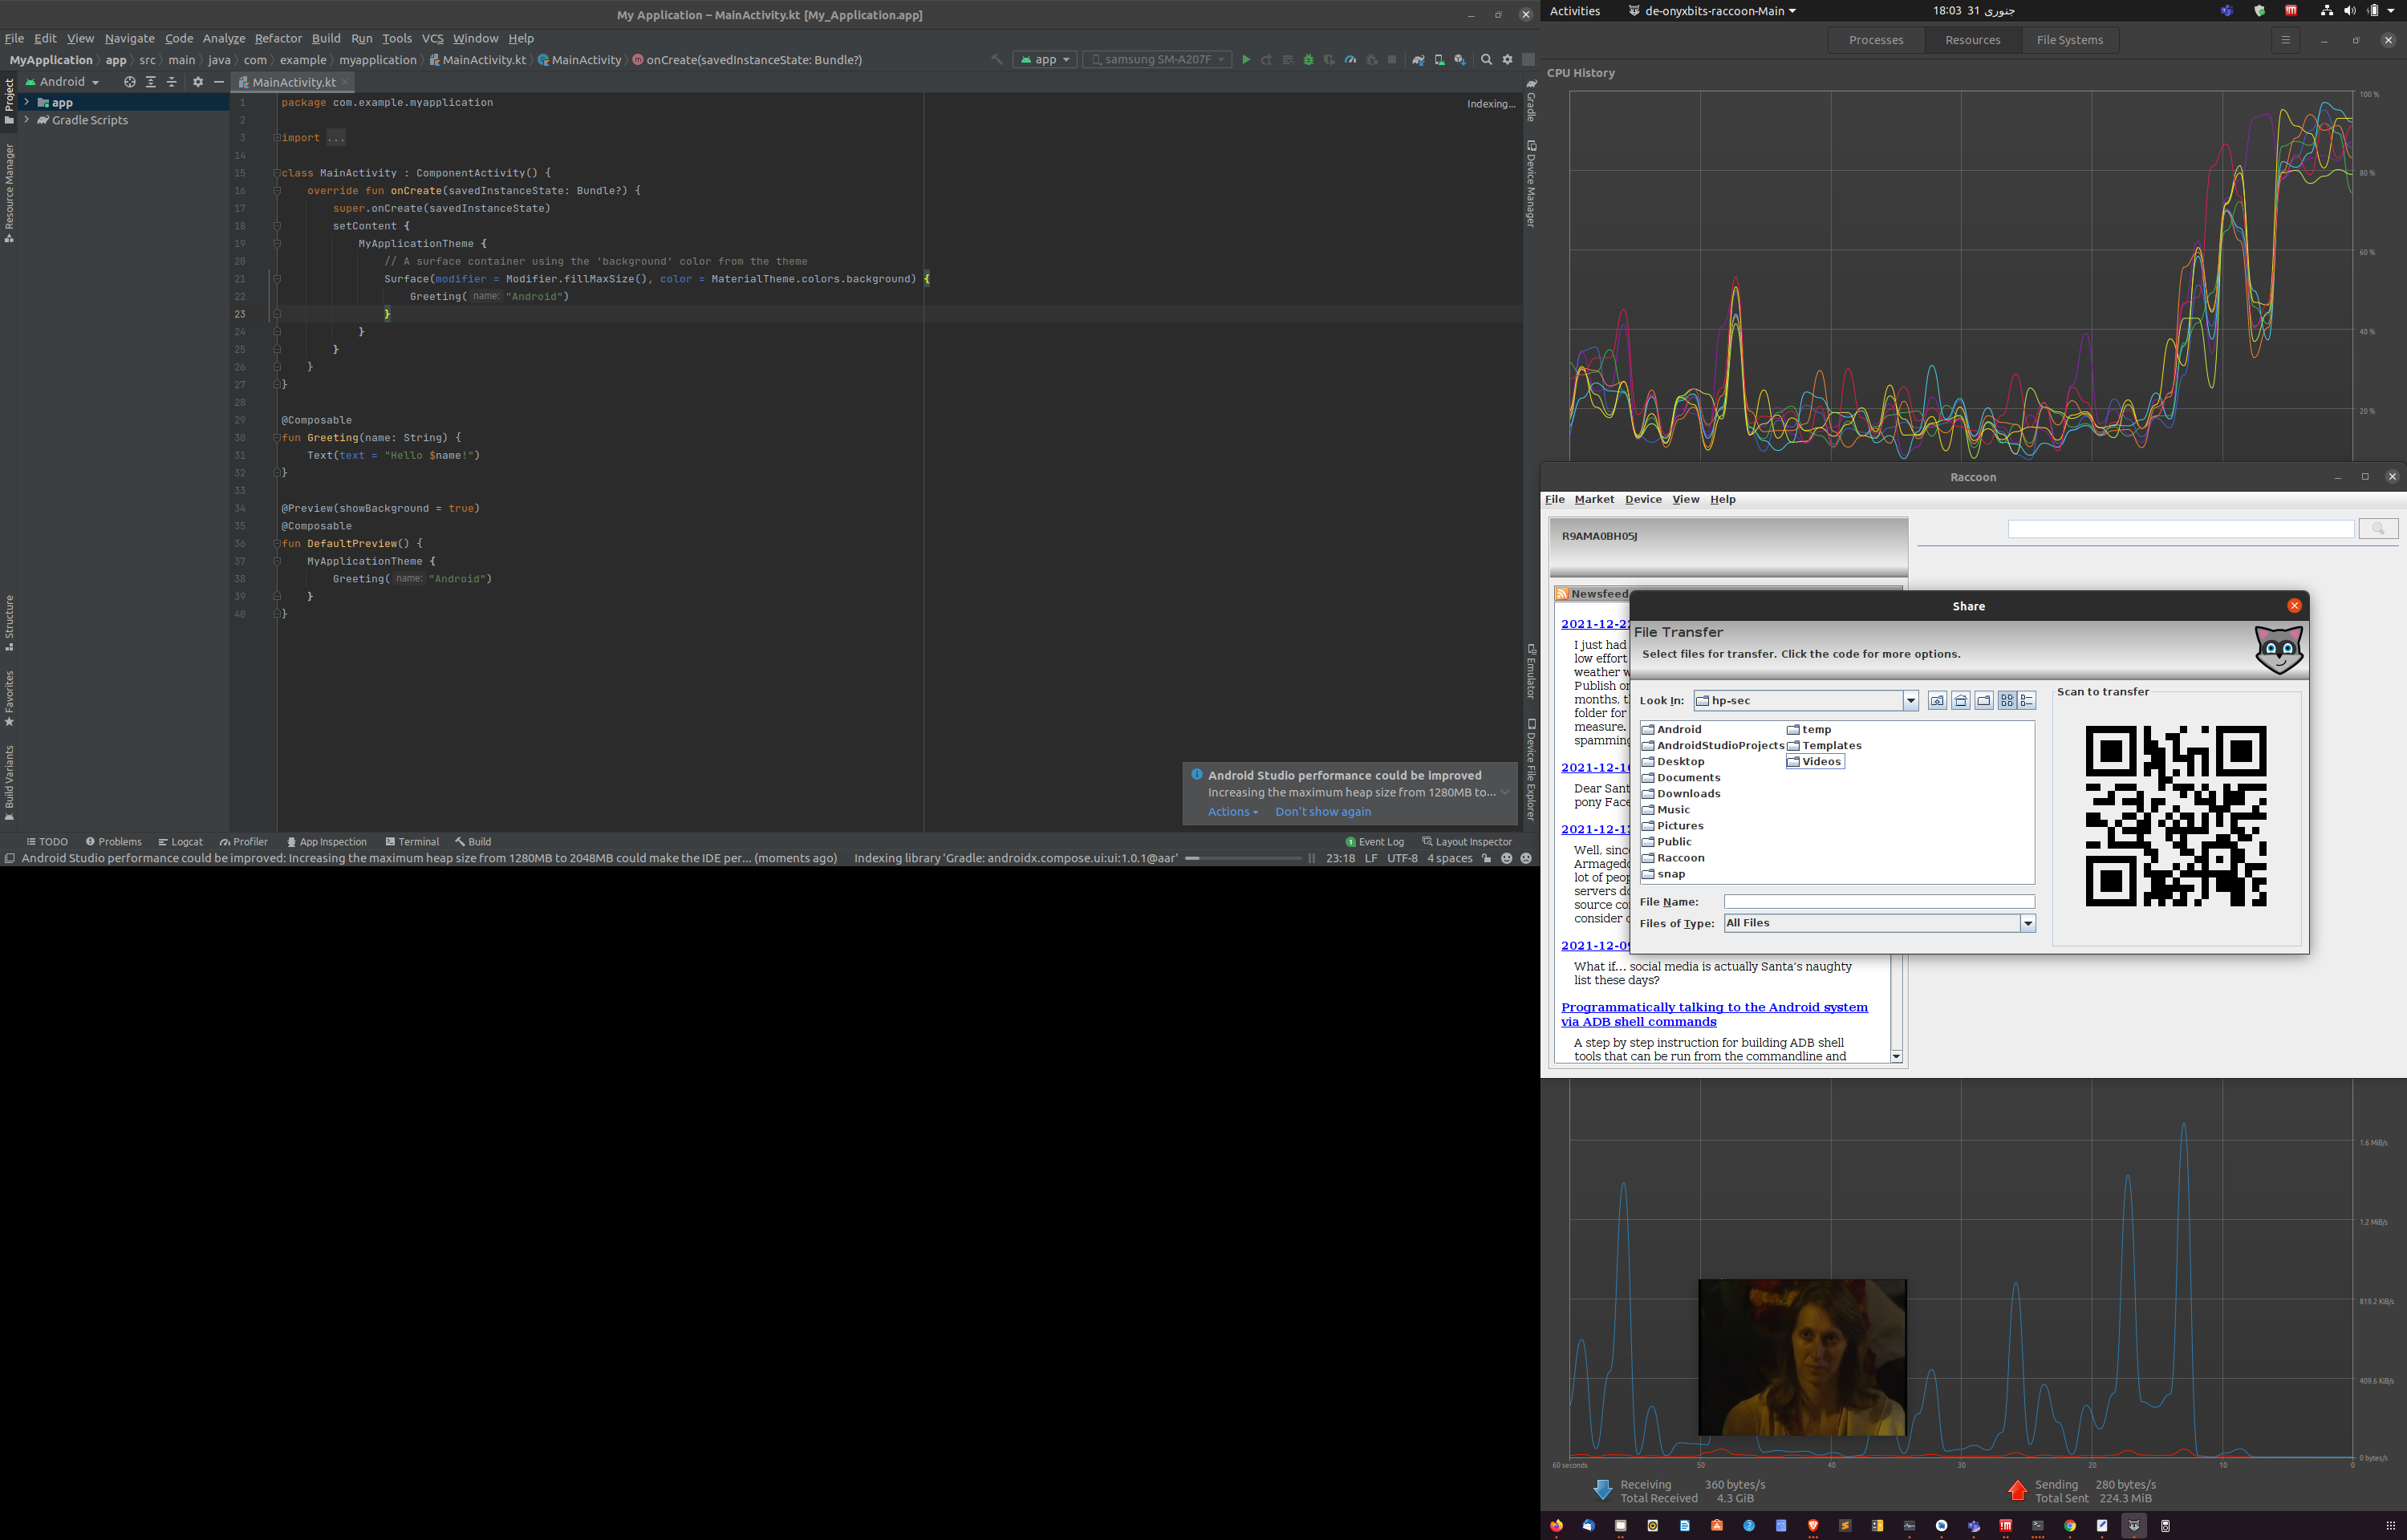 My Application – MainActivity.kt [My_Application.app]
File Edit View Navigate Code Analyze Refactor Build Run Tools VCS Window Help
MyApplication app src main java com example myapplication MainActivity.kt MainActivity onCreate(savedInstanceState: Bundle?)
app samsung SM-A207F
Android
MainActivity.kt
Project
app
Gradle Scripts
Resource Manager
Structure
Favorites
Build Variants
Indexing...
1 package com.example.myapplication
2
3 import ...
14
15 class MainActivity : ComponentActivity() {
16 override fun onCreate(savedInstanceState: Bundle?) {
17 super.onCreate(savedInstanceState)
18 setContent {
19 MyApplicationTheme {
20 // A surface container using the 'background' color from the theme
21 Surface(modifier = Modifier.fillMaxSize(), color = MaterialTheme.colors.background) {
22 Greeting( name: "Android")
23 }
24 }
25 }
26 }
27 }
28
29 @Composable
30 fun Greeting(name: String) {
31 Text(text = "Hello $name!")
32 }
33
34 @Preview(showBackground = true)
35 @Composable
36 fun DefaultPreview() {
37 MyApplicationTheme {
38 Greeting( name: "Android")
39 }
40 }
Gradle
Device Manager
Emulator
Device File Explorer
Android Studio performance could be improved
Increasing the maximum heap size from 1280MB to...
Actions Don't show again
TODO Problems Logcat Profiler App Inspection Terminal Build
1 Event Log Layout Inspector
Android Studio performance could be improved: Increasing the maximum heap size from 1280MB to 2048MB could make the IDE per... (moments ago)
Indexing library 'Gradle: androidx.compose.ui:ui:1.0.1@aar'
23:18 LF UTF-8 4 spaces
Activities de-onyxbits-raccoon-Main
18:03 31 جنوری
Processes Resources File Systems
CPU History
100 %
80 %
60 %
40 %
20 %
Raccoon
File Market Device View Help
R9AMA0BH05J
Newsfeed
2021-12-22
I just had
low effort
weather w
Publish or
months, t
folder for
measure.
spamming
2021-12-16
Dear Sant
pony Face
2021-12-13
Well, since
Armagedo
lot of peop
servers do
source co
consider d
2021-12-09
What if... social media is actually Santa's naughty
list these days?
Programmatically talking to the Android system
via ADB shell commands
A step by step instruction for building ADB shell
tools that can be run from the commandline and
Share
File Transfer
Select files for transfer. Click the code for more options.
Look In: hp-sec
Android
AndroidStudioProjects
Desktop
Documents
Downloads
Music
Pictures
Public
Raccoon
snap
temp
Templates
Videos
File Name:
Files of Type: All Files
Scan to transfer
1.6 MiB/s
1.2 MiB/s
819.2 KiB/s
409.6 KiB/s
0 bytes/s
60 seconds 50 40 30 20 10 0
Receiving 360 bytes/s
Total Received 4.3 GiB
Sending 280 bytes/s
Total Sent 224.3 MiB